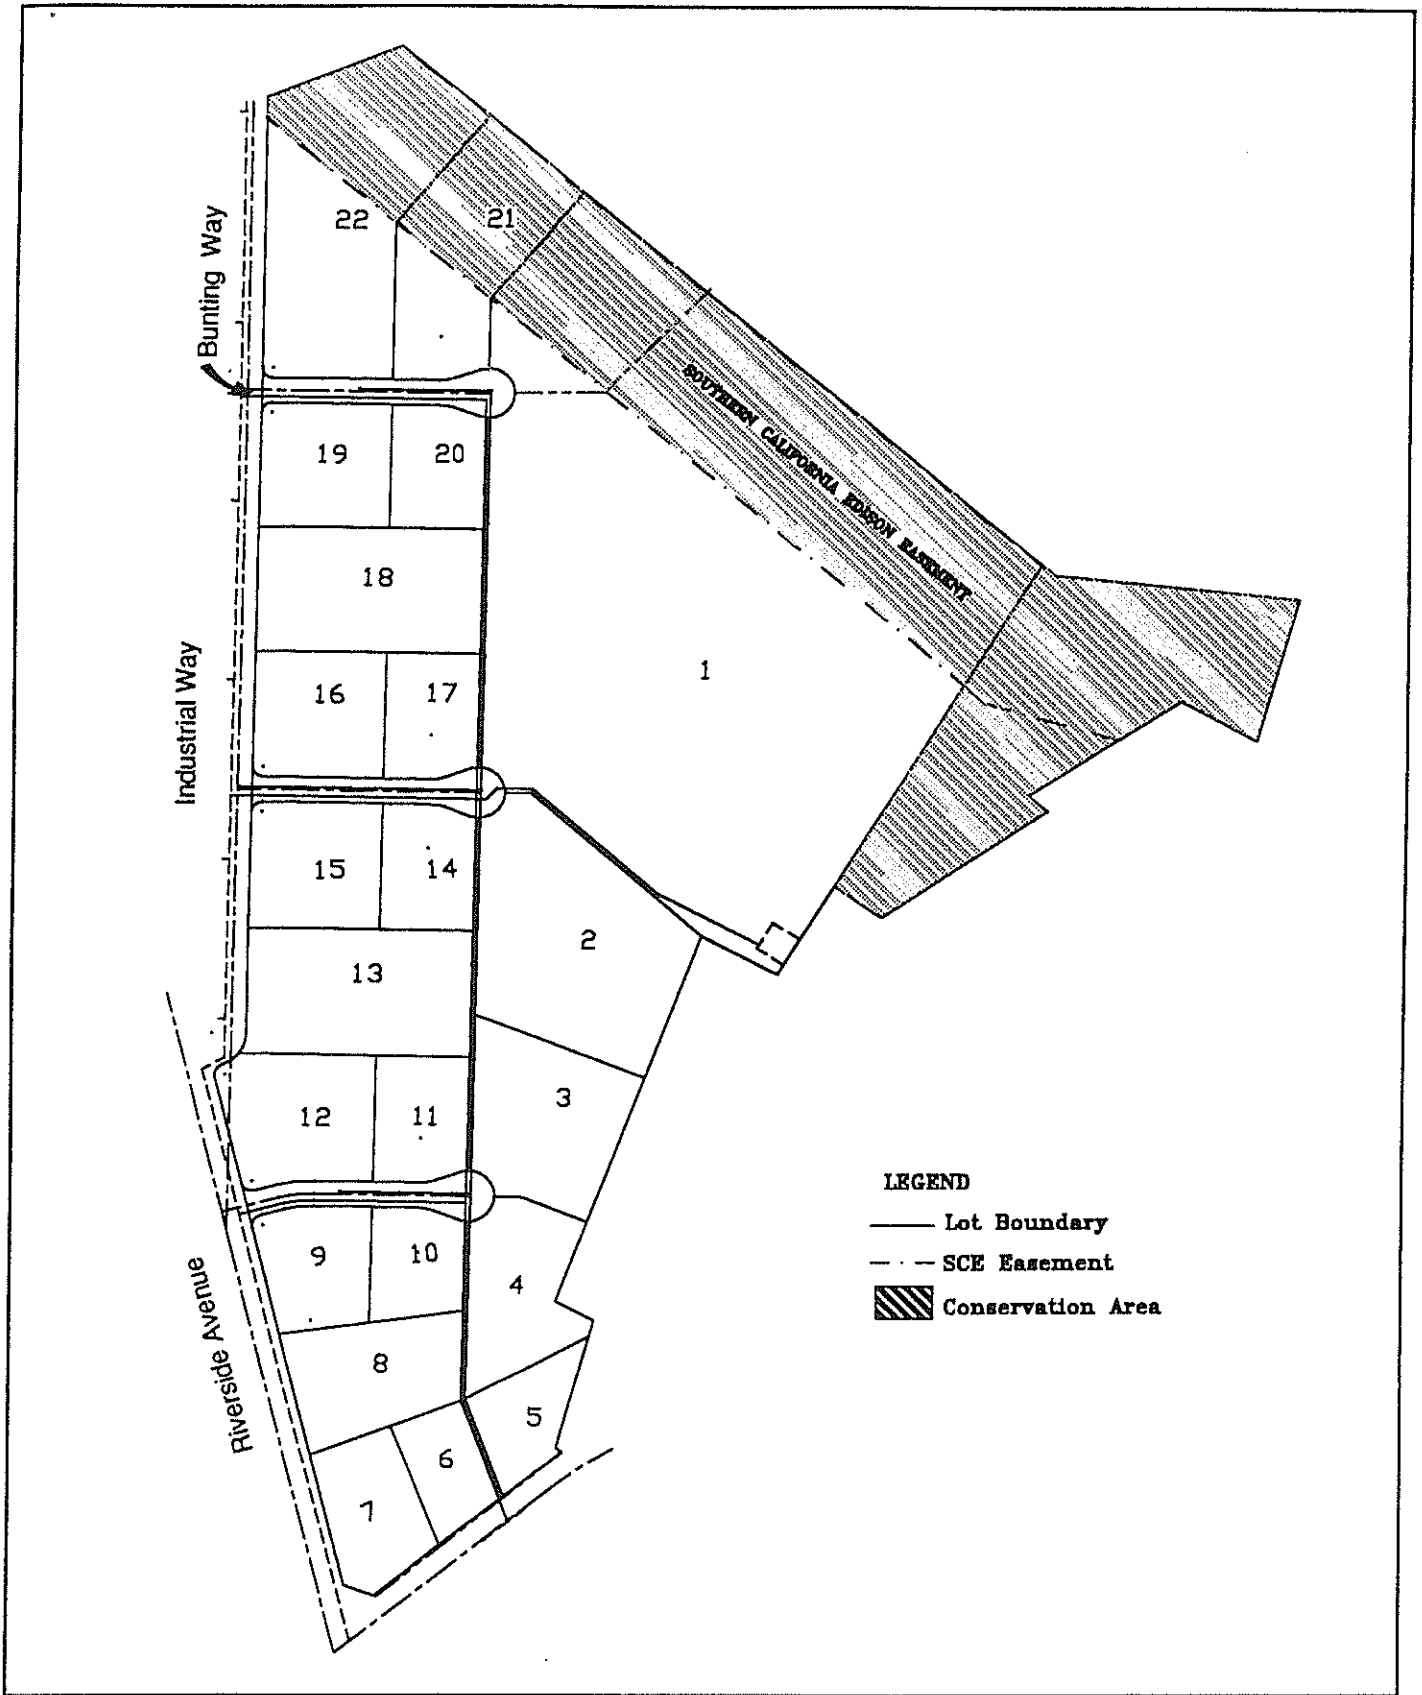 22
21
Bunting Way
SOUTHERN CALIFORNIA EDISON EASEMENT
19
20
18
1
16
17
Industrial Way
15
14
2
13
3
12
11
LEGEND
Lot Boundary
SCE Easement
Conservation Area
9
10
4
Riverside Avenue
8
5
6
7